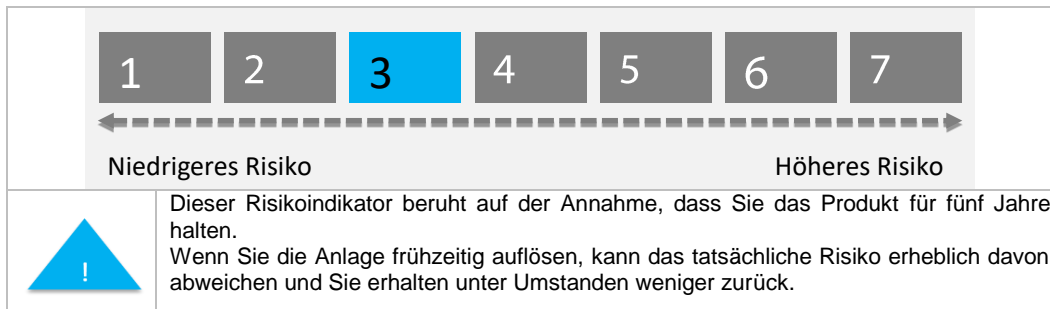 1 2 3 4 5 6 7
Niedrigeres Risiko Höheres Risiko
Dieser Risikoindikator beruht auf der Annahme, dass Sie das Produkt für fünf Jahre
halten.
Wenn Sie die Anlage frühzeitig auflösen, kann das tatsächliche Risiko erheblich davon
abweichen und Sie erhalten unter Umstanden weniger zurück.
!